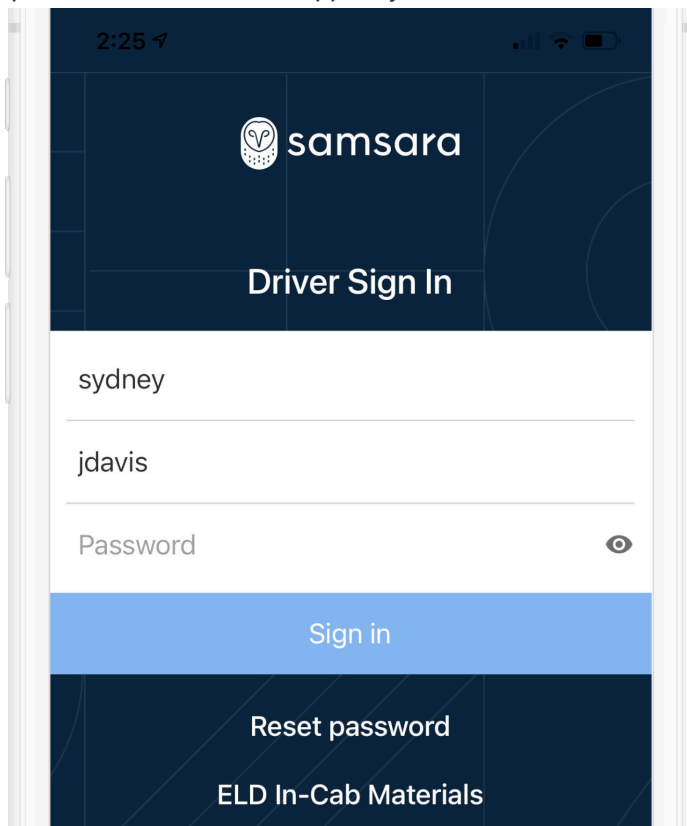 2:25
samsara
Driver Sign In
sydney
jdavis
Password
Sign in
Reset password
ELD In-Cab Materials